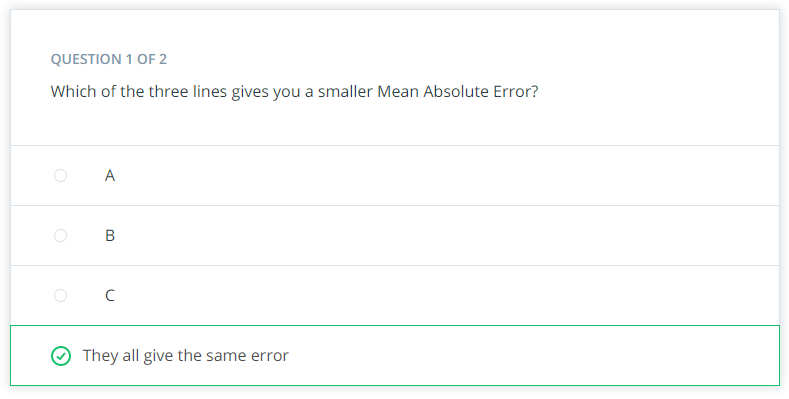 QUESTION 1 OF 2
Which of the three lines gives you a smaller Mean Absolute Error?
A
B
C
They all give the same error